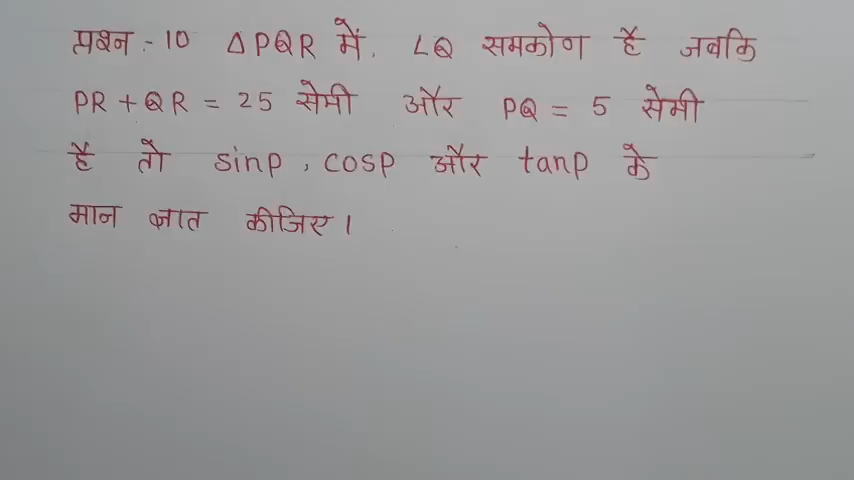 प्रश्न :- 10 ΔPQR में, ∠Q समकोण है जबकि
PR + QR = 25 सेमी और PQ = 5 सेमी
है तो sinp, cosp और tanp के
मान ज्ञात कीजिए।